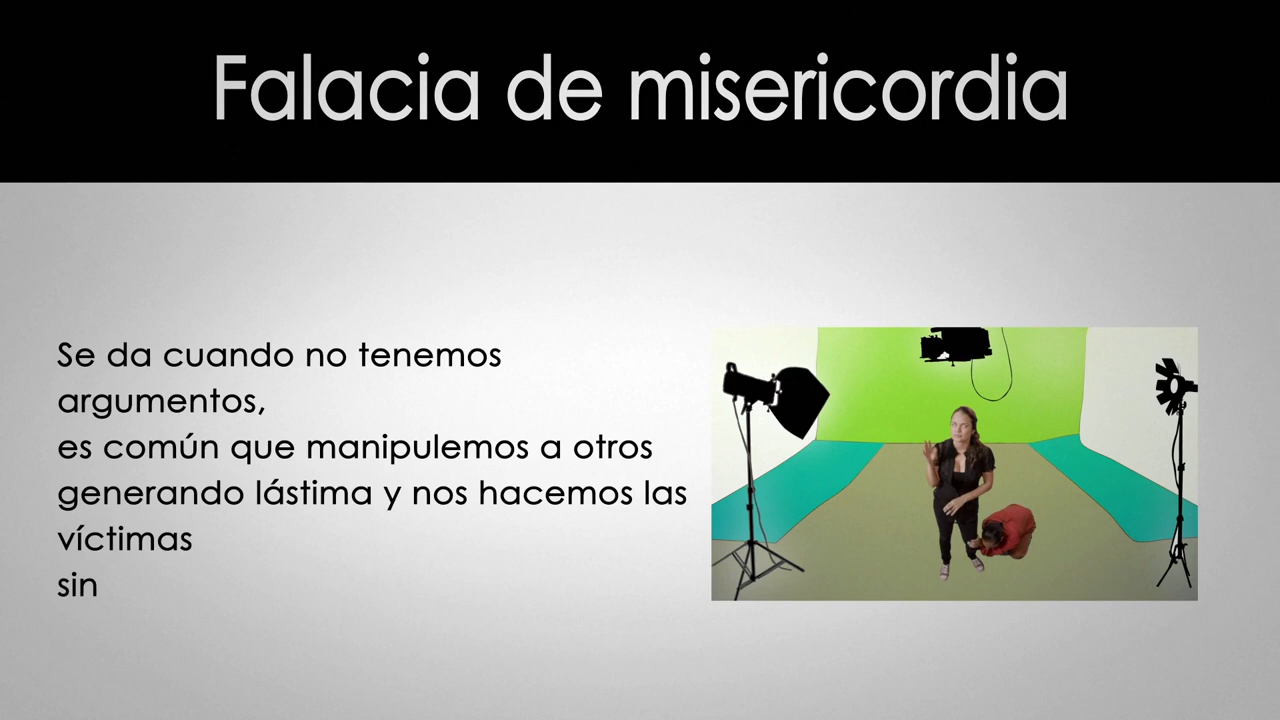 Falacia de misericordia
Se da cuando no tenemos
argumentos,
es común que manipulemos a otros
generando lástima y nos hacemos las
víctimas
sin